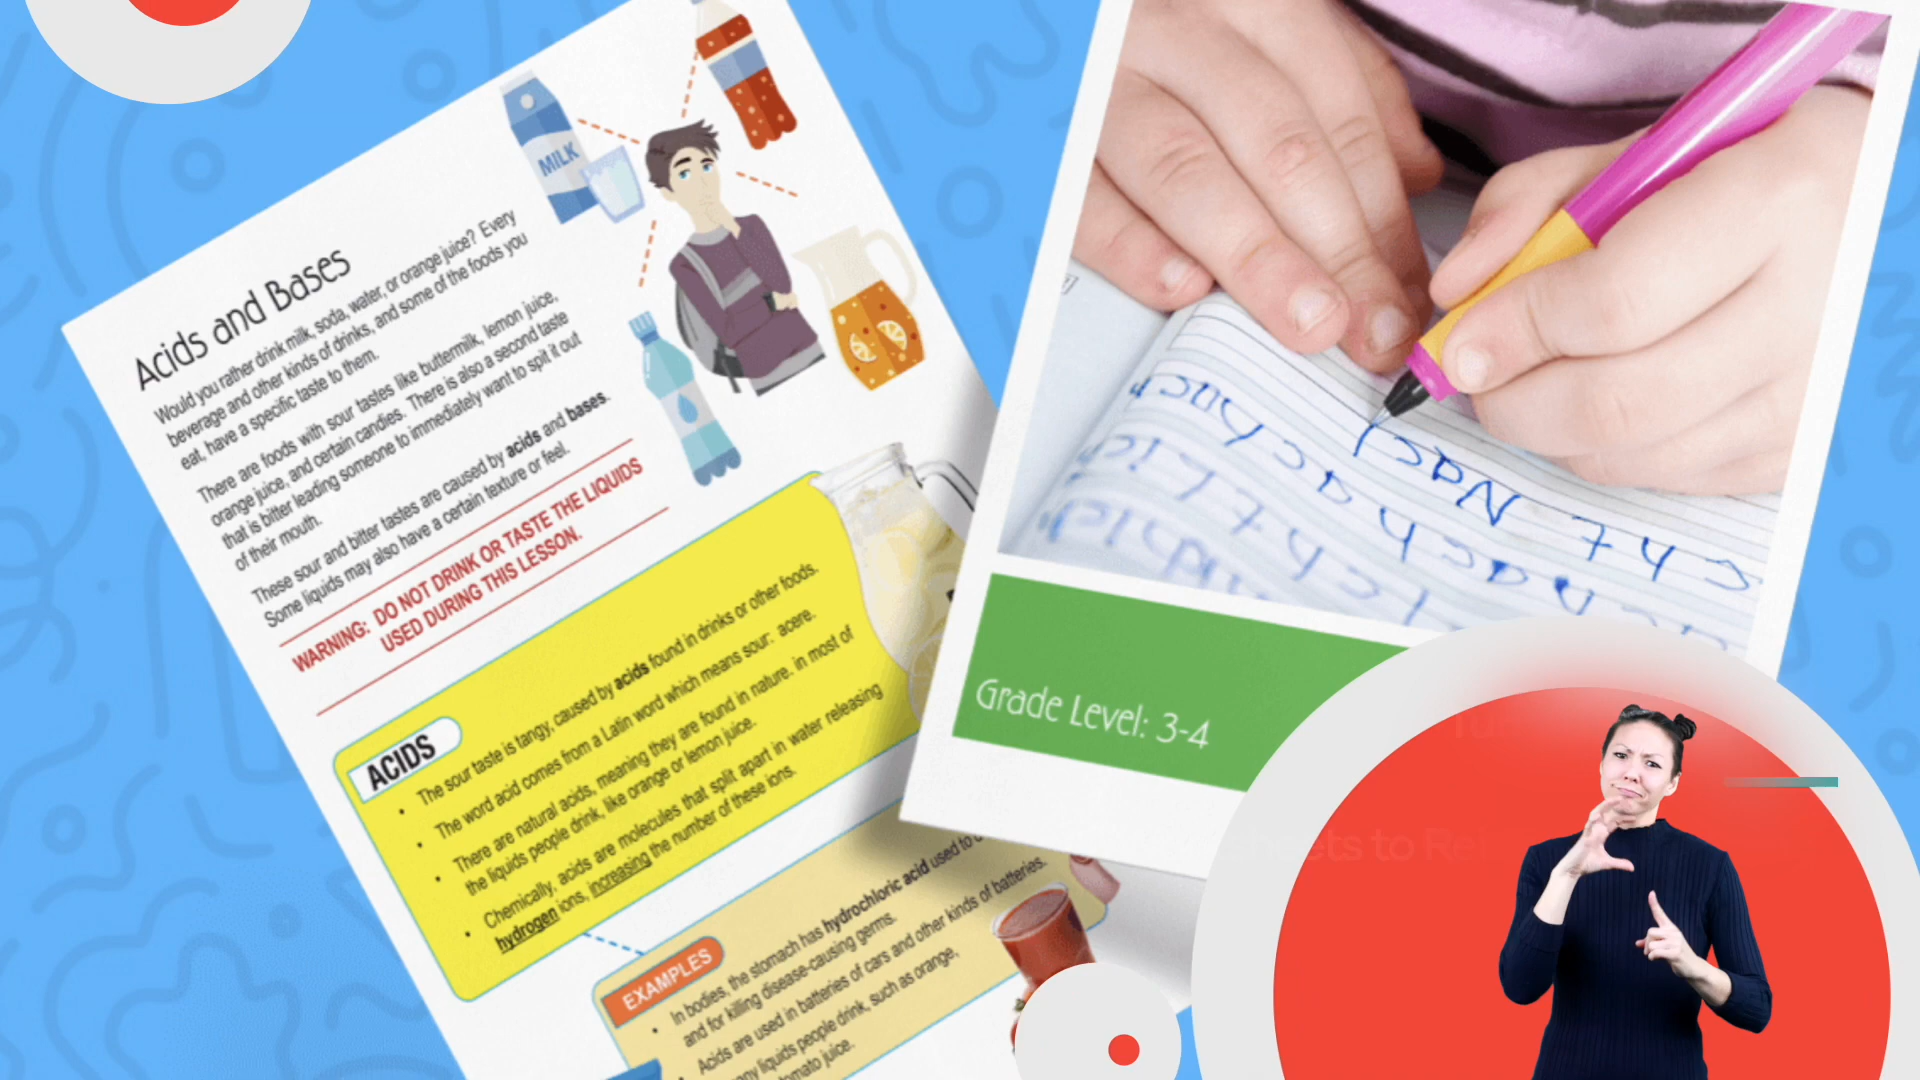 Acids and Bases
Would you rather drink milk, soda, water, or orange juice? Every
beverage and other kinds of drinks, and some of the foods you
eat, have a specific taste to them.
There are foods with sour tastes like buttermilk, lemon juice,
orange juice, and certain candies. There is also a second taste
that is bitter leading someone to immediately want to spit it out
of their mouth.
These sour and bitter tastes are caused by acids and bases.
Some liquids may also have a certain texture or feel.
WARNING: DO NOT DRINK OR TASTE THE LIQUIDS
USED DURING THIS LESSON.
MILK
ACIDS
• The sour taste is tangy, caused by acids found in drinks or other foods.
• The word acid comes from a Latin word which means sour: acere.
• There are natural acids, meaning they are found in nature. in most of
the liquids people drink, like orange or lemon juice.
• Chemically, acids are molecules that split apart in water releasing
hydrogen ions, increasing the number of these ions.
EXAMPLES
• In bodies, the stomach has hydrochloric acid used to
and for killing disease-causing germs.
• Acids are used in batteries of cars and other kinds of batteries.
liquids people drink, such as orange,
juice.
Grade Level: 3-4
to